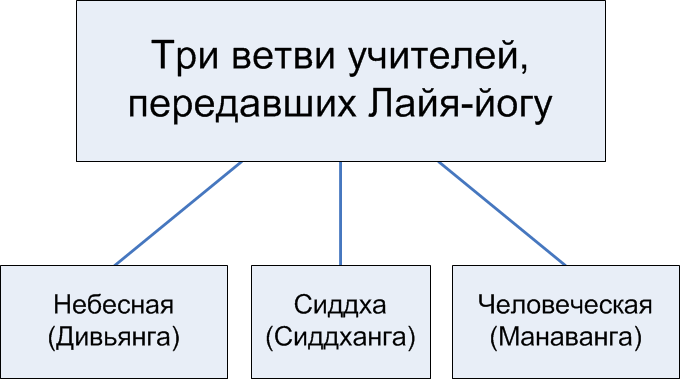 Три ветви учителей,
передавших Лайя-йогу
Небесная
(Дивьянга)
Сиддха
(Сиддханга)
Человеческая
(Манаванга)